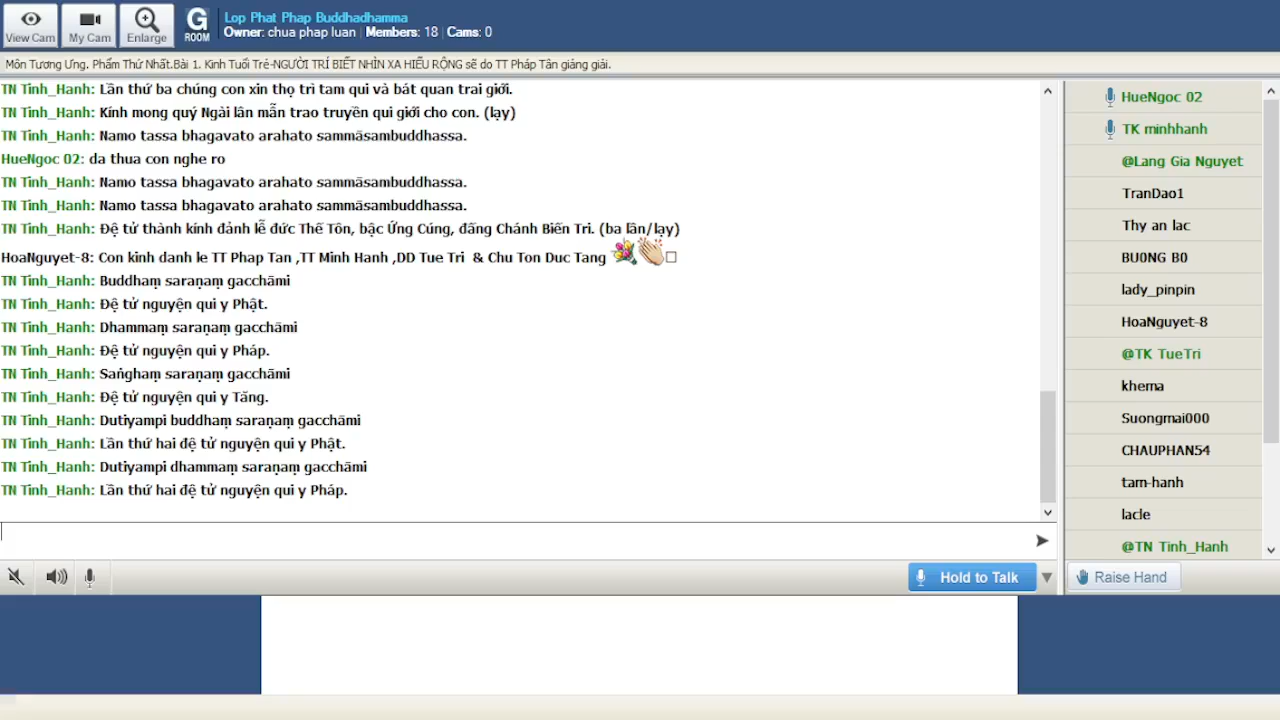 View Cam
My Cam
Enlarge
G
ROOM
Lop Phat Phap Buddhadhamma
Owner: chua phap luan Members: 18 Cams: 0
Môn Tương Ưng. Phẩm Thứ Nhất.Bài 1. Kinh Tuổi Trẻ-NGƯỜI TRÍ BIẾT NHÌN XA HIỂU RỘNG sẽ do TT Pháp Tân giảng giải.
TN Tinh_Hanh: Lần thứ ba chúng con xin thọ trì tam qui và bát quan trai giới.
TN Tinh_Hanh: Kính mong quý Ngài lân mẫn trao truyền qui giới cho con. (lạy)
TN Tinh_Hanh: Namo tassa bhagavato arahato sammāsambuddhassa.
HueNgoc 02: da thua con nghe ro
TN Tinh_Hanh: Namo tassa bhagavato arahato sammāsambuddhassa.
TN Tinh_Hanh: Namo tassa bhagavato arahato sammāsambuddhassa.
TN Tinh_Hanh: Đệ tử thành kính đảnh lễ đức Thế Tôn, bậc Ứng Cúng, đấng Chánh Biến Tri. (ba lần/lạy)
HoaNguyet-8: Con kinh danh le TT Phap Tan ,TT Minh Hanh ,DD Tue Tri & Chu Ton Duc Tang
TN Tinh_Hanh: Buddhaṃ saraṇaṃ gacchāmi
TN Tinh_Hanh: Đệ tử nguyện qui y Phật.
TN Tinh_Hanh: Dhammaṃ saraṇaṃ gacchāmi
TN Tinh_Hanh: Đệ tử nguyện qui y Pháp.
TN Tinh_Hanh: Saṅghaṃ saraṇaṃ gacchāmi
TN Tinh_Hanh: Đệ tử nguyện qui y Tăng.
TN Tinh_Hanh: Dutiyampi buddhaṃ saraṇaṃ gacchāmi
TN Tinh_Hanh: Lần thứ hai đệ tử nguyện qui y Phật.
TN Tinh_Hanh: Dutiyampi dhammaṃ saraṇaṃ gacchāmi
TN Tinh_Hanh: Lần thứ hai đệ tử nguyện qui y Pháp.
HueNgoc 02
TK minhhanh
@Lang Gia Nguyet
TranDao1
Thy an lac
BU0NG B0
lady_pinpin
HoaNguyet-8
@TK TueTri
khema
Suongmai000
CHAUPHAN54
tam-hanh
lacle
@TN Tinh_Hanh
Hold to Talk
Raise Hand